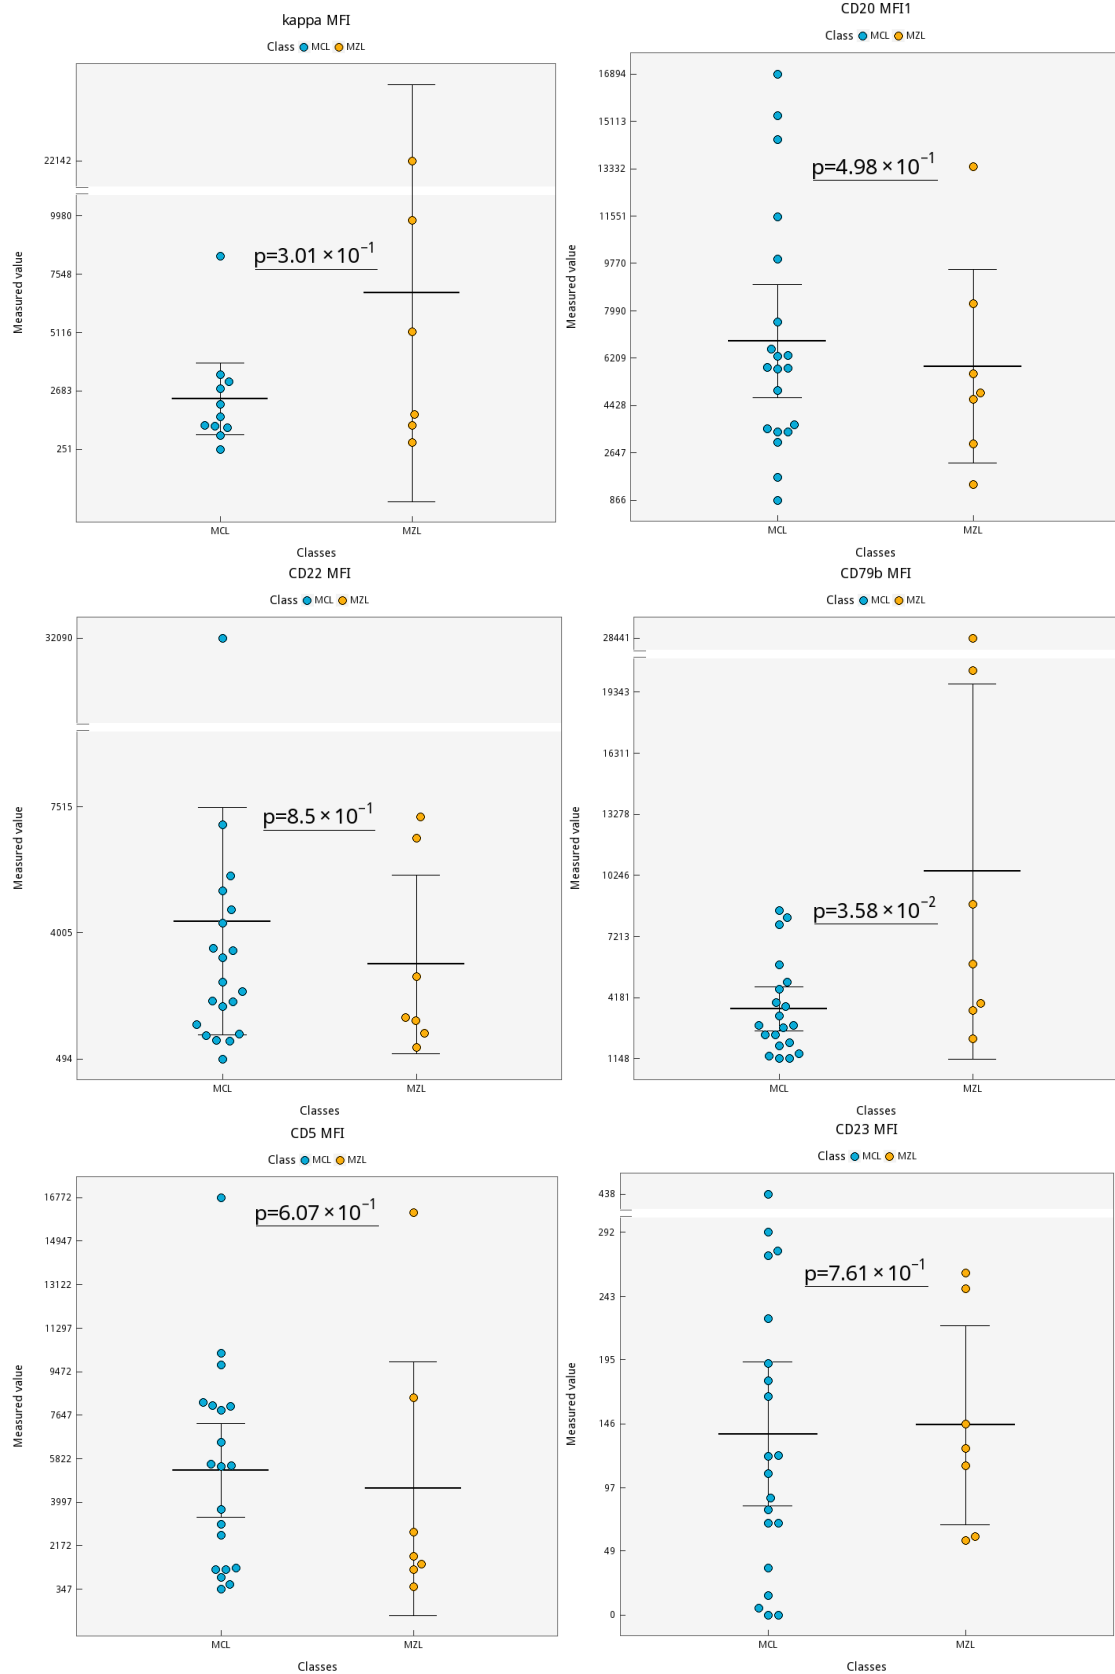 kappa MFI
Class MCL MZL
22142
9980
7548
5116
2683
251
Measured value
p=3.01×10⁻¹
MCL MZL
Classes
CD20 MFI1
Class MCL MZL
16894
15113
13332
11551
9770
7990
6209
4428
2647
866
Measured value
p=4.98×10⁻¹
MCL MZL
Classes
CD22 MFI
Class MCL MZL
32090
7515
4005
494
Measured value
p=8.5×10⁻¹
MCL MZL
Classes
CD79b MFI
Class MCL MZL
28441
19343
16311
13278
10246
7213
4181
1148
Measured value
p=3.58×10⁻²
MCL MZL
Classes
CD5 MFI
Class MCL MZL
16772
14947
13122
11297
9472
7647
5822
3997
2172
347
Measured value
p=6.07×10⁻¹
MCL MZL
Classes
CD23 MFI
Class MCL MZL
438
292
243
195
146
97
49
0
Measured value
p=7.61×10⁻¹
MCL MZL
Classes